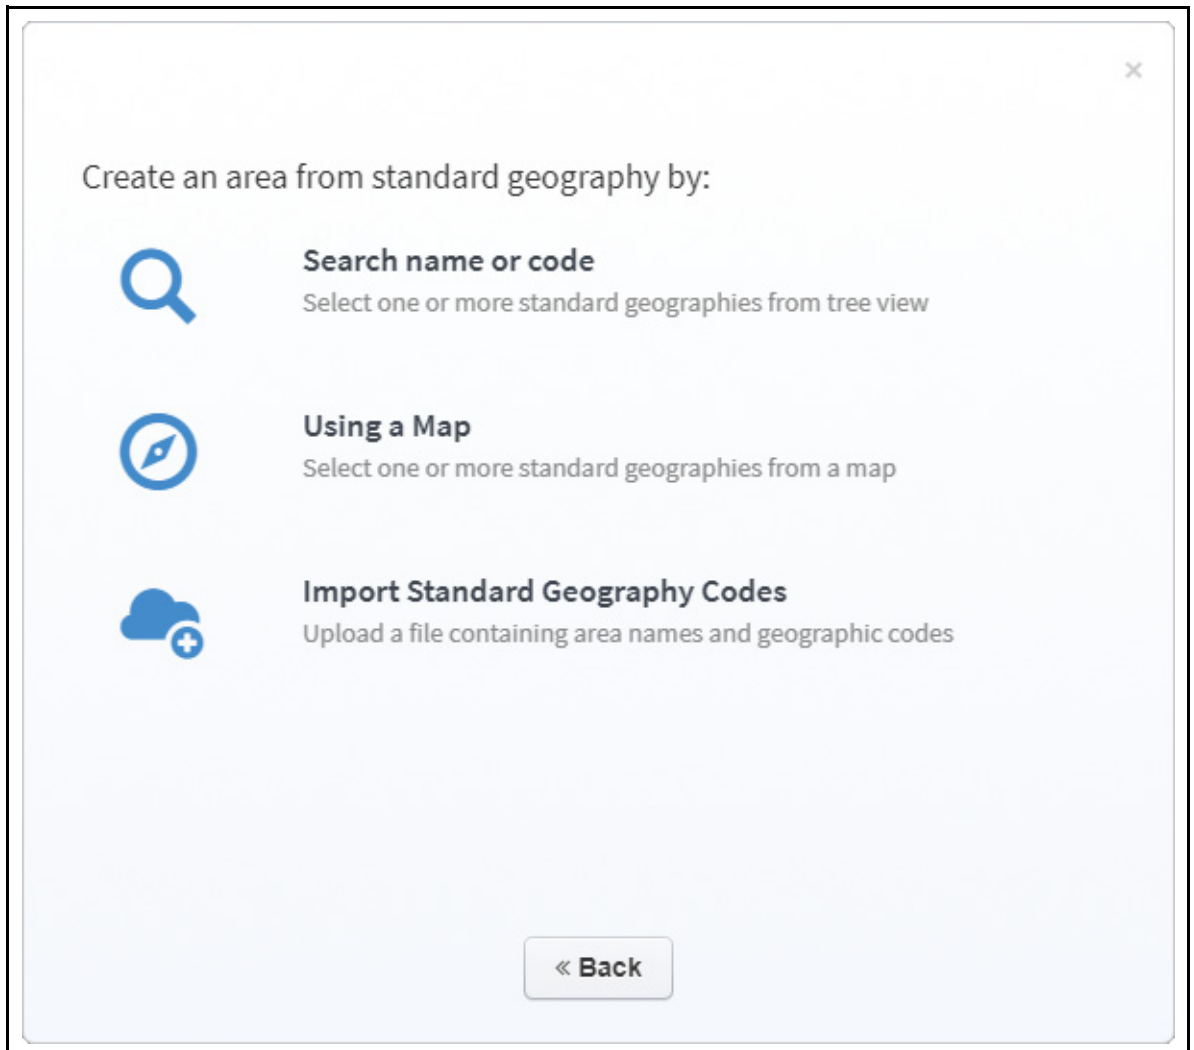 ×
Create an area from standard geography by:
Search name or code
Select one or more standard geographies from tree view
Using a Map
Select one or more standard geographies from a map
Import Standard Geography Codes
Upload a file containing area names and geographic codes
« Back